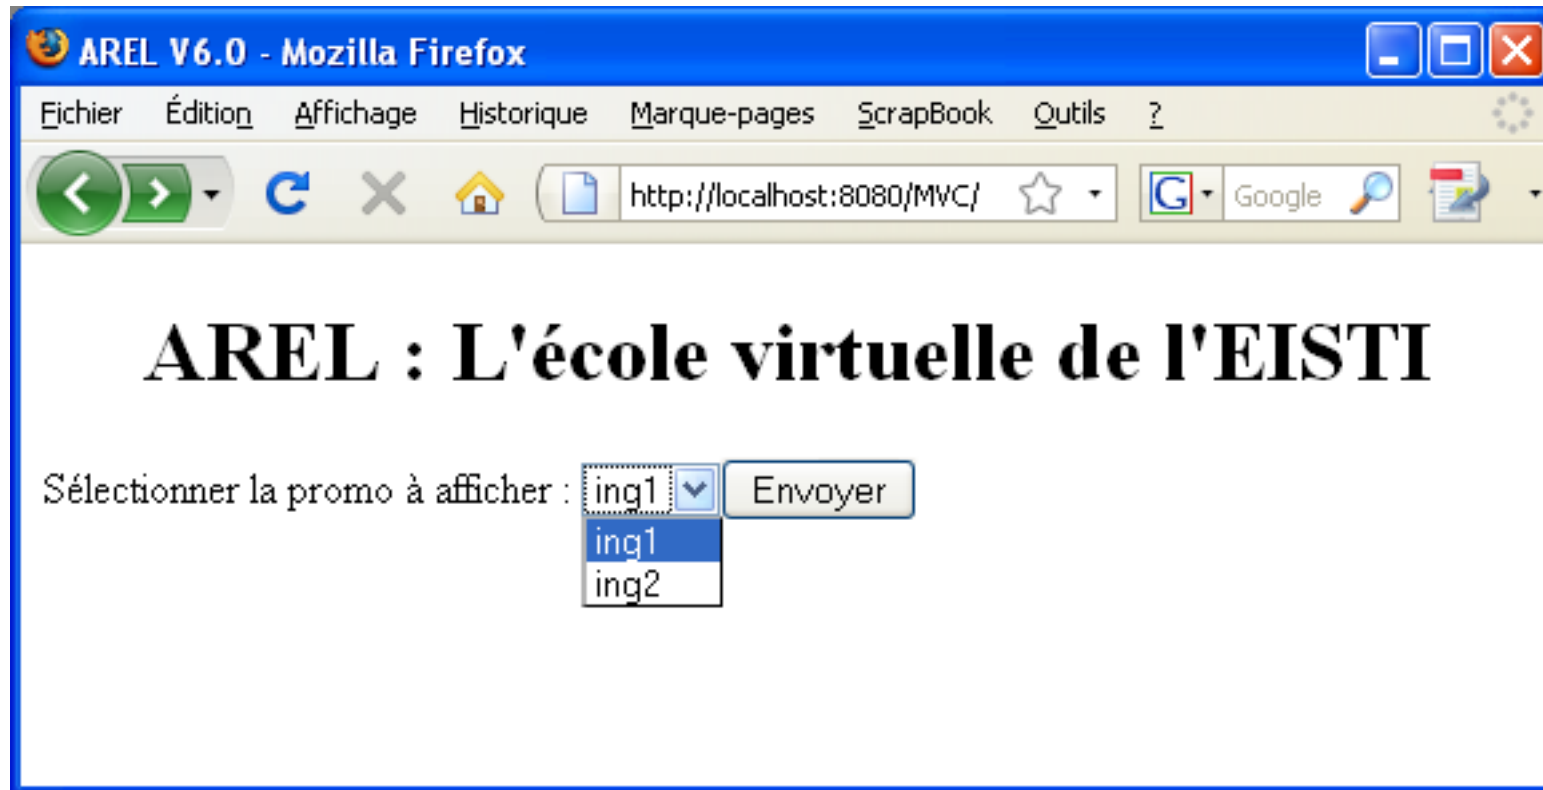 AREL V6.0 - Mozilla Firefox
Fichier Édition Affichage Historique Marque-pages ScrapBook Outils ?
http://localhost:8080/MVC/ G Google
AREL : L'école virtuelle de l'EISTI
Sélectionner la promo à afficher : ing1 Envoyer
ing1
ing2